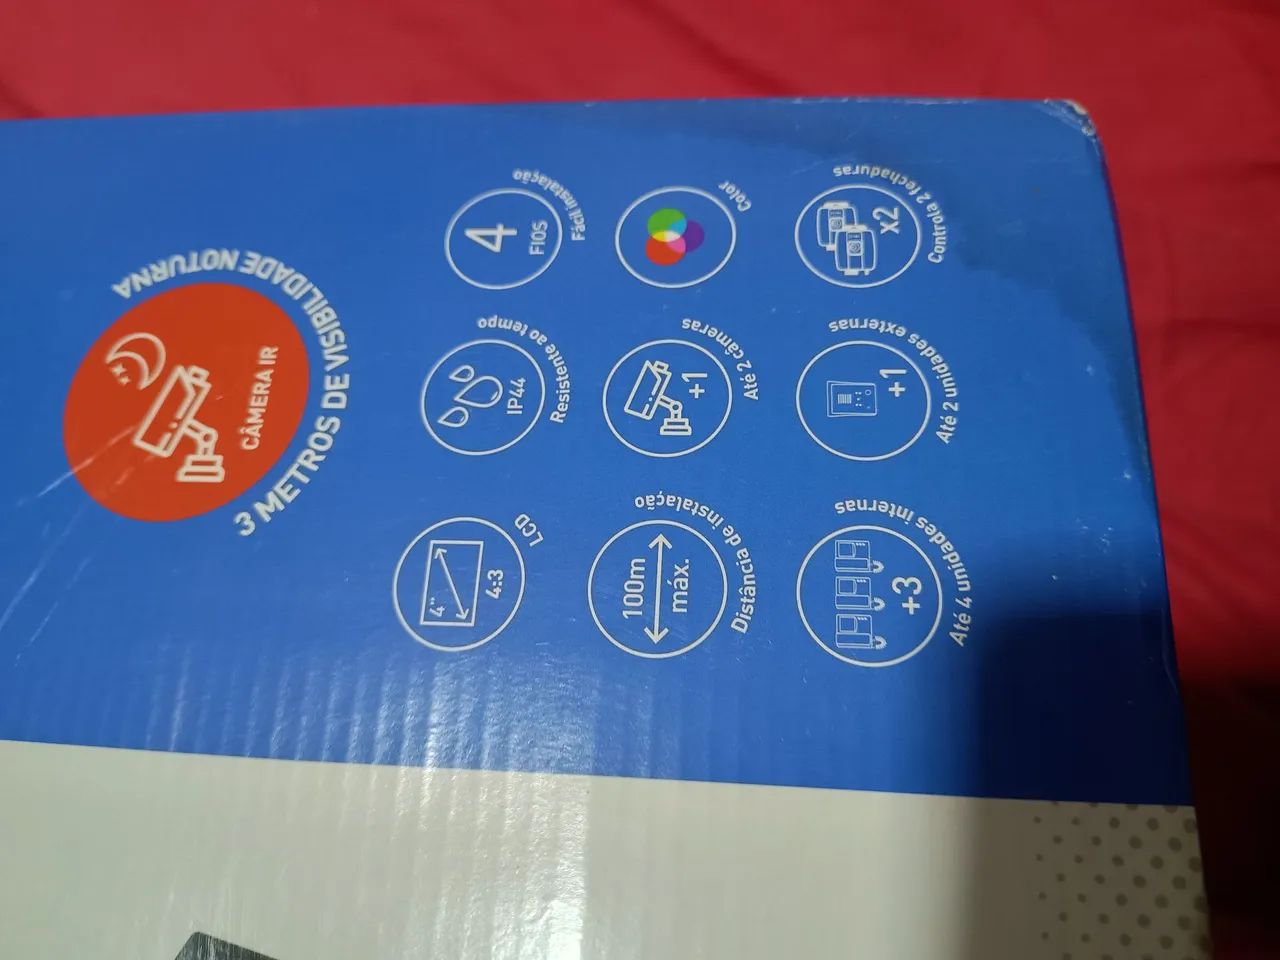 CÂMERA IR
3 METROS DE VISIBILIDADE NOTURNA
4"
4:3
LCD
IP44
Resistente ao tempo
4
FIOS
Fácil instalação
100m
máx.
Distância de instalação
+1
Até 2 câmeras
Color
+3
Até 4 unidades internas
+1
Até 2 unidades externas
x2
Controla 2 fechaduras